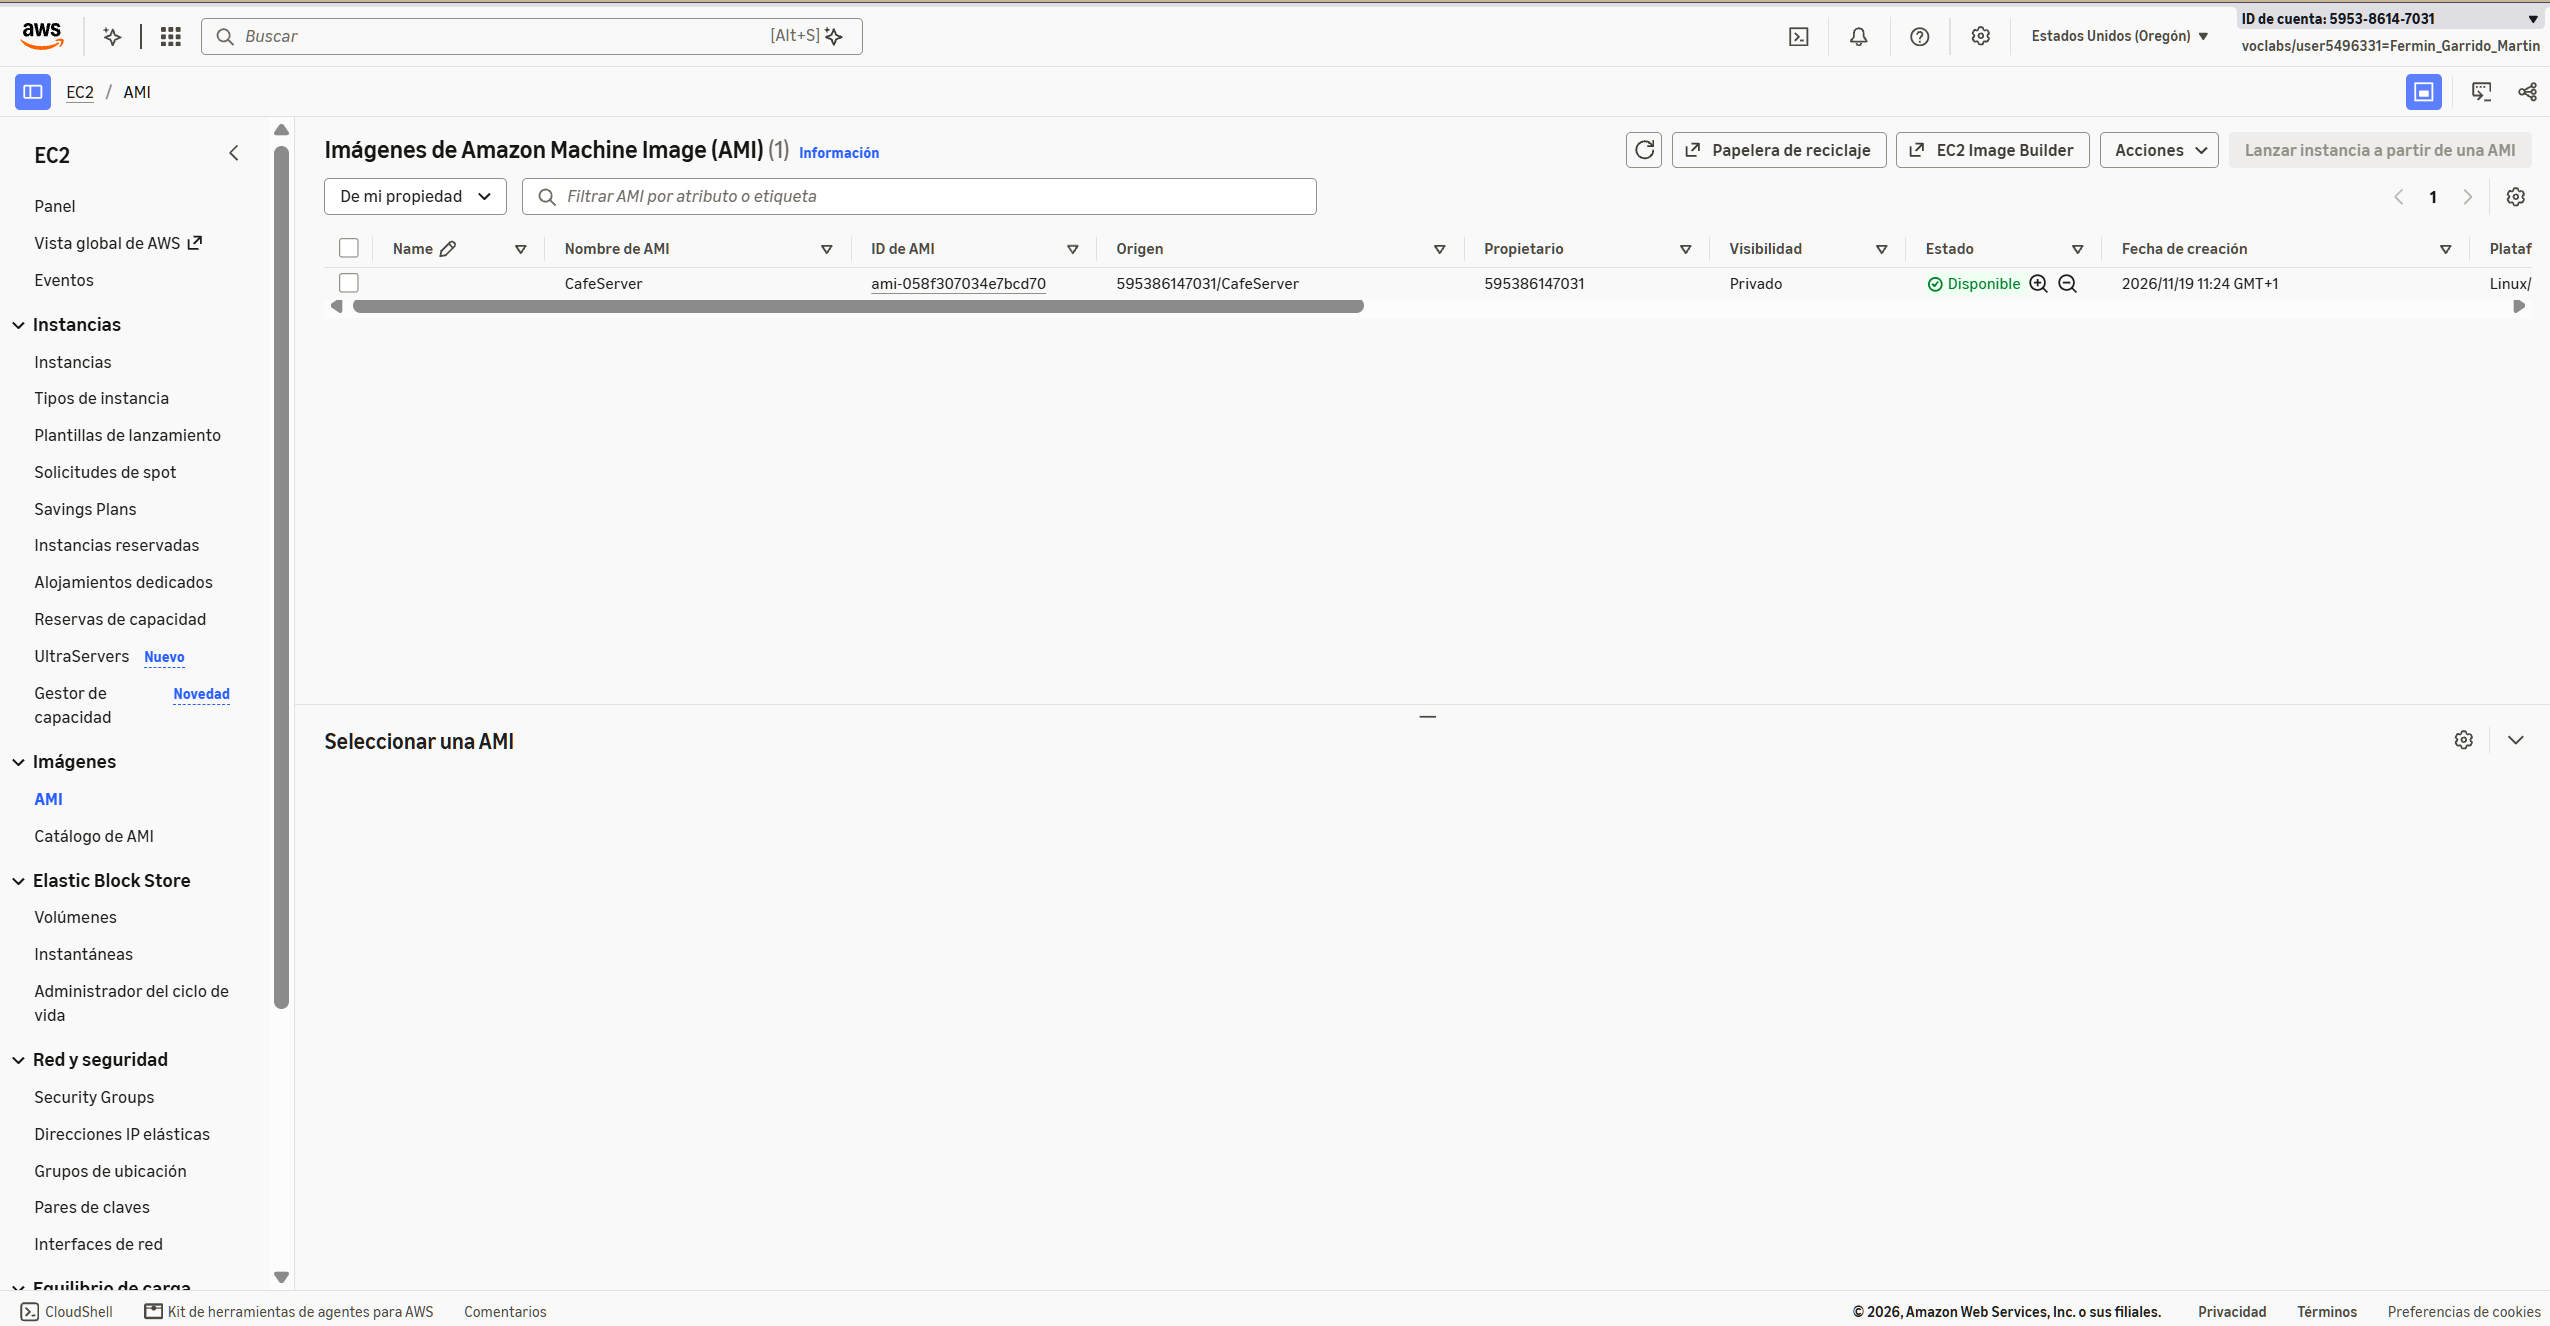 aws
Buscar [Alt+S]
Estados Unidos (Oregón)
ID de cuenta: 5953-8614-7031
voclabs/user5496331=Fermin_Garrido_Martin
EC2 / AMI
EC2
Panel
Vista global de AWS
Eventos
Instancias
Instancias
Tipos de instancia
Plantillas de lanzamiento
Solicitudes de spot
Savings Plans
Instancias reservadas
Alojamientos dedicados
Reservas de capacidad
UltraServers Nuevo
Gestor de capacidad Novedad
Imágenes
AMI
Catálogo de AMI
Elastic Block Store
Volúmenes
Instantáneas
Administrador del ciclo de
vida
Red y seguridad
Security Groups
Direcciones IP elásticas
Grupos de ubicación
Pares de claves
Interfaces de red
Equilibrio de carga
Imágenes de Amazon Machine Image (AMI) (1) Información
Papelera de reciclaje
EC2 Image Builder
Acciones
Lanzar instancia a partir de una AMI
De mi propiedad
Filtrar AMI por atributo o etiqueta
1
Name Nombre de AMI ID de AMI Origen Propietario Visibilidad Estado Fecha de creación Plataf
CafeServer ami-058f307034e7bcd70 595386147031/CafeServer 595386147031 Privado Disponible 2026/11/19 11:24 GMT+1 Linux/
Seleccionar una AMI
CloudShell Kit de herramientas de agentes para AWS Comentarios
© 2026, Amazon Web Services, Inc. o sus filiales. Privacidad Términos Preferencias de cookies